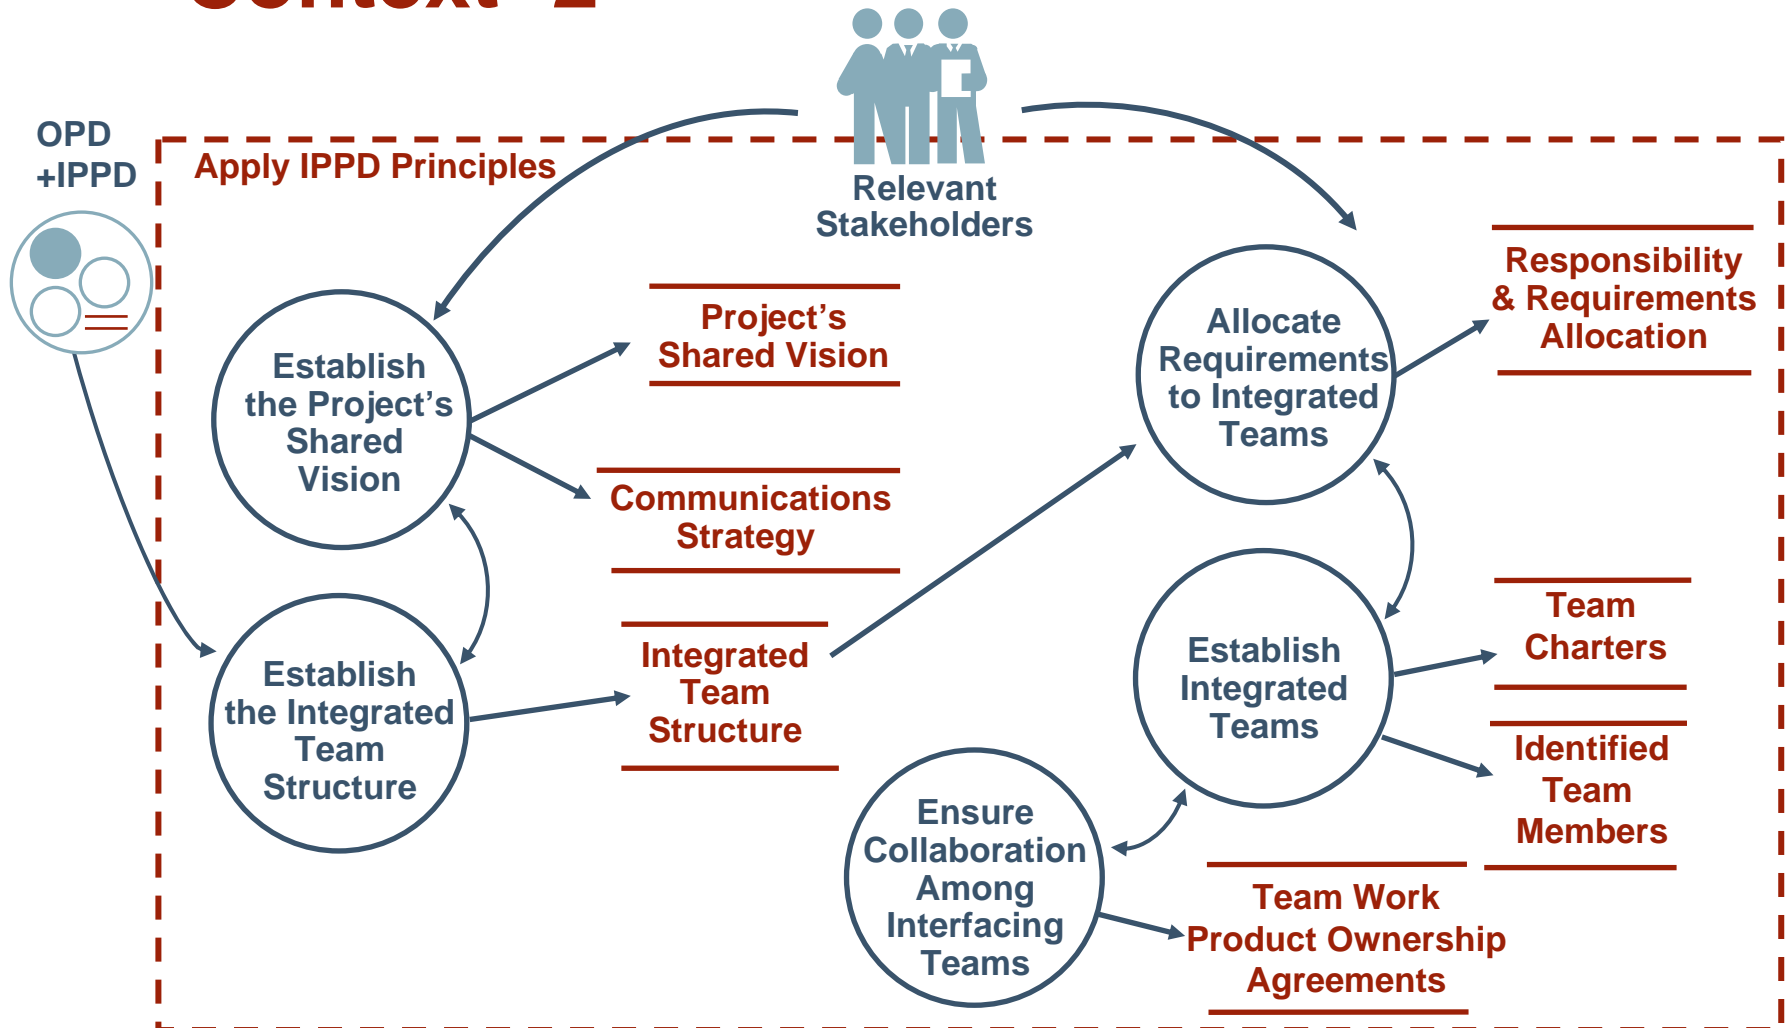 OPD
+IPPD
Apply IPPD Principles
Relevant
Stakeholders
Establish
the Project’s
Shared
Vision
Project’s
Shared Vision
Communications
Strategy
Establish
the Integrated
Team
Structure
Integrated
Team
Structure
Allocate
Requirements
to Integrated
Teams
Responsibility
& Requirements
Allocation
Establish
Integrated
Teams
Team
Charters
Identified
Team
Members
Ensure
Collaboration
Among
Interfacing
Teams
Team Work
Product Ownership
Agreements